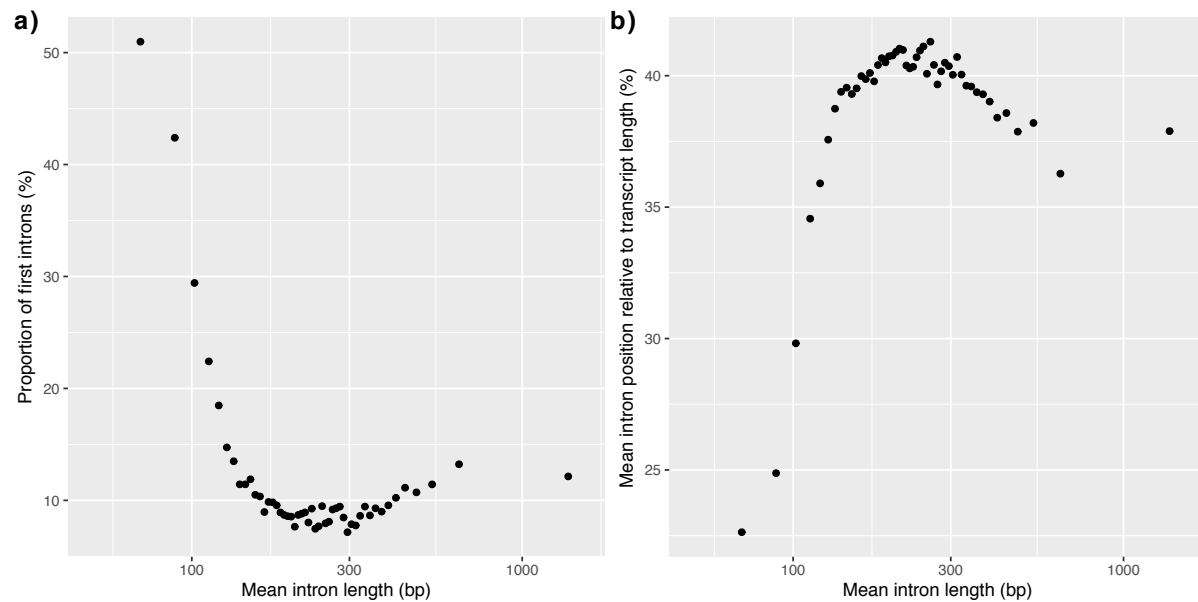 a)
Proportion of first introns (%)
50
40
30
20
10
100
300
1000
Mean intron length (bp)
b)
Mean intron position relative to transcript length (%)
40
35
30
25
100
300
1000
Mean intron length (bp)